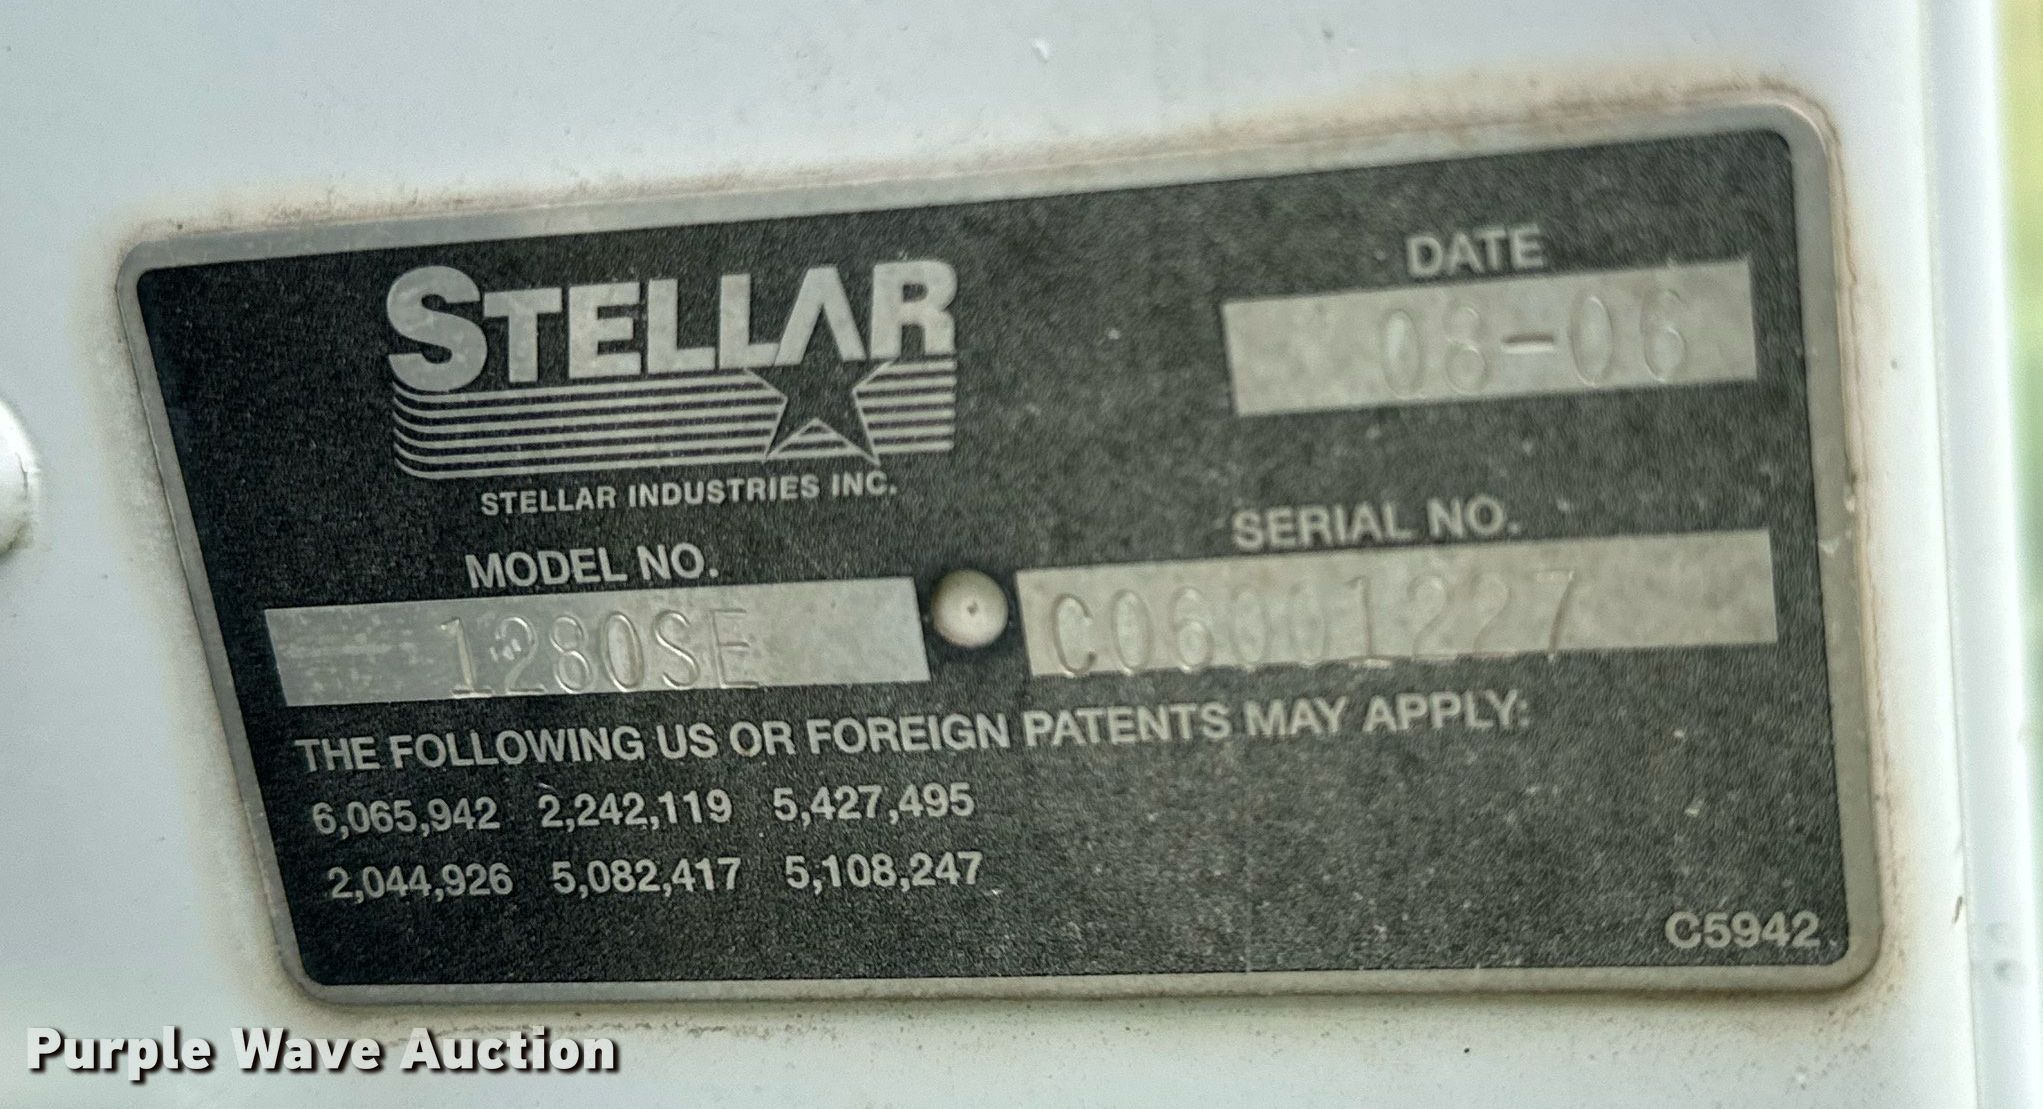 STELLAR
STELLAR INDUSTRIES INC.
DATE
08-06
MODEL NO.
1280SE
SERIAL NO.
C06001227
THE FOLLOWING US OR FOREIGN PATENTS MAY APPLY:
6,065,942 2,242,119 5,427,495
2,044,926 5,082,417 5,108,247
C5942
Purple Wave Auction